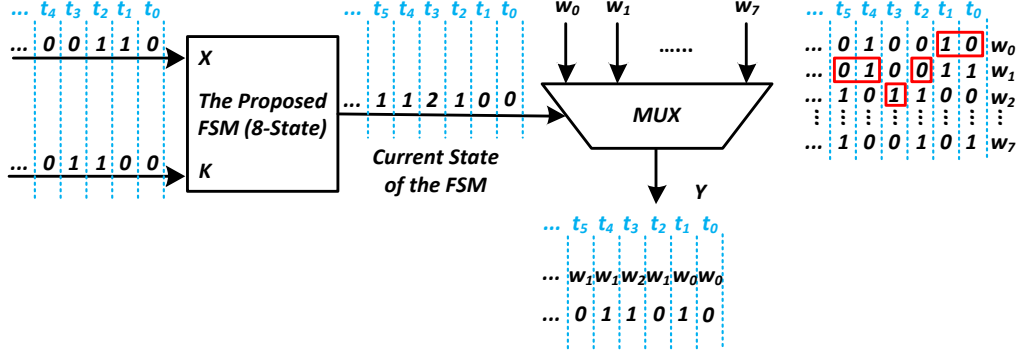 ... t4 t3 t2 t1 t0
... 0 0 1 1 0
X
The Proposed
FSM (8-State)
K
... 0 1 1 0 0
... t5 t4 t3 t2 t1 t0
... 1 1 2 1 0 0
Current State
of the FSM
w0 w1 ...... w7
MUX
Y
... t5 t4 t3 t2 t1 t0
... w1 w1 w2 w1 w0 w0
... 0 1 1 0 1 0
... t5 t4 t3 t2 t1 t0
... 0 1 0 0 1 0 w0
... 0 1 0 0 1 1 w1
... 1 0 1 1 0 0 w2
⋮ ⋮ ⋮ ⋮ ⋮ ⋮ ⋮ ⋮
... 1 0 0 1 0 1 w7